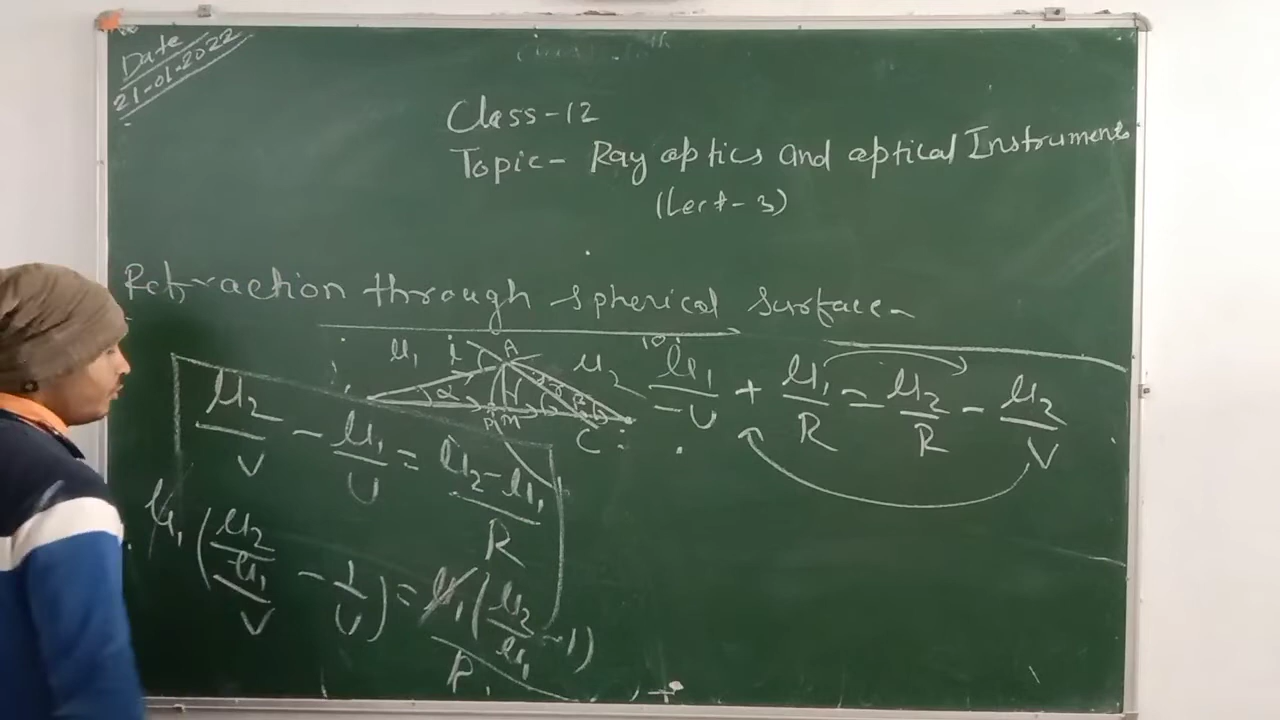 Date
21-01-2022
Class-12
Topic- Ray optics and optical Instruments
(Lect-3)
Refraction through spherical surface-
μ₁ i A μ₂
α M C
μ₁/-u + μ₁/R = μ₂/R - μ₂/v
μ₂/v - μ₁/u = μ₂-μ₁/R
μ₁(μ₂/μ₁/v - 1/u) = μ₁/R(μ₂/μ₁ -1)